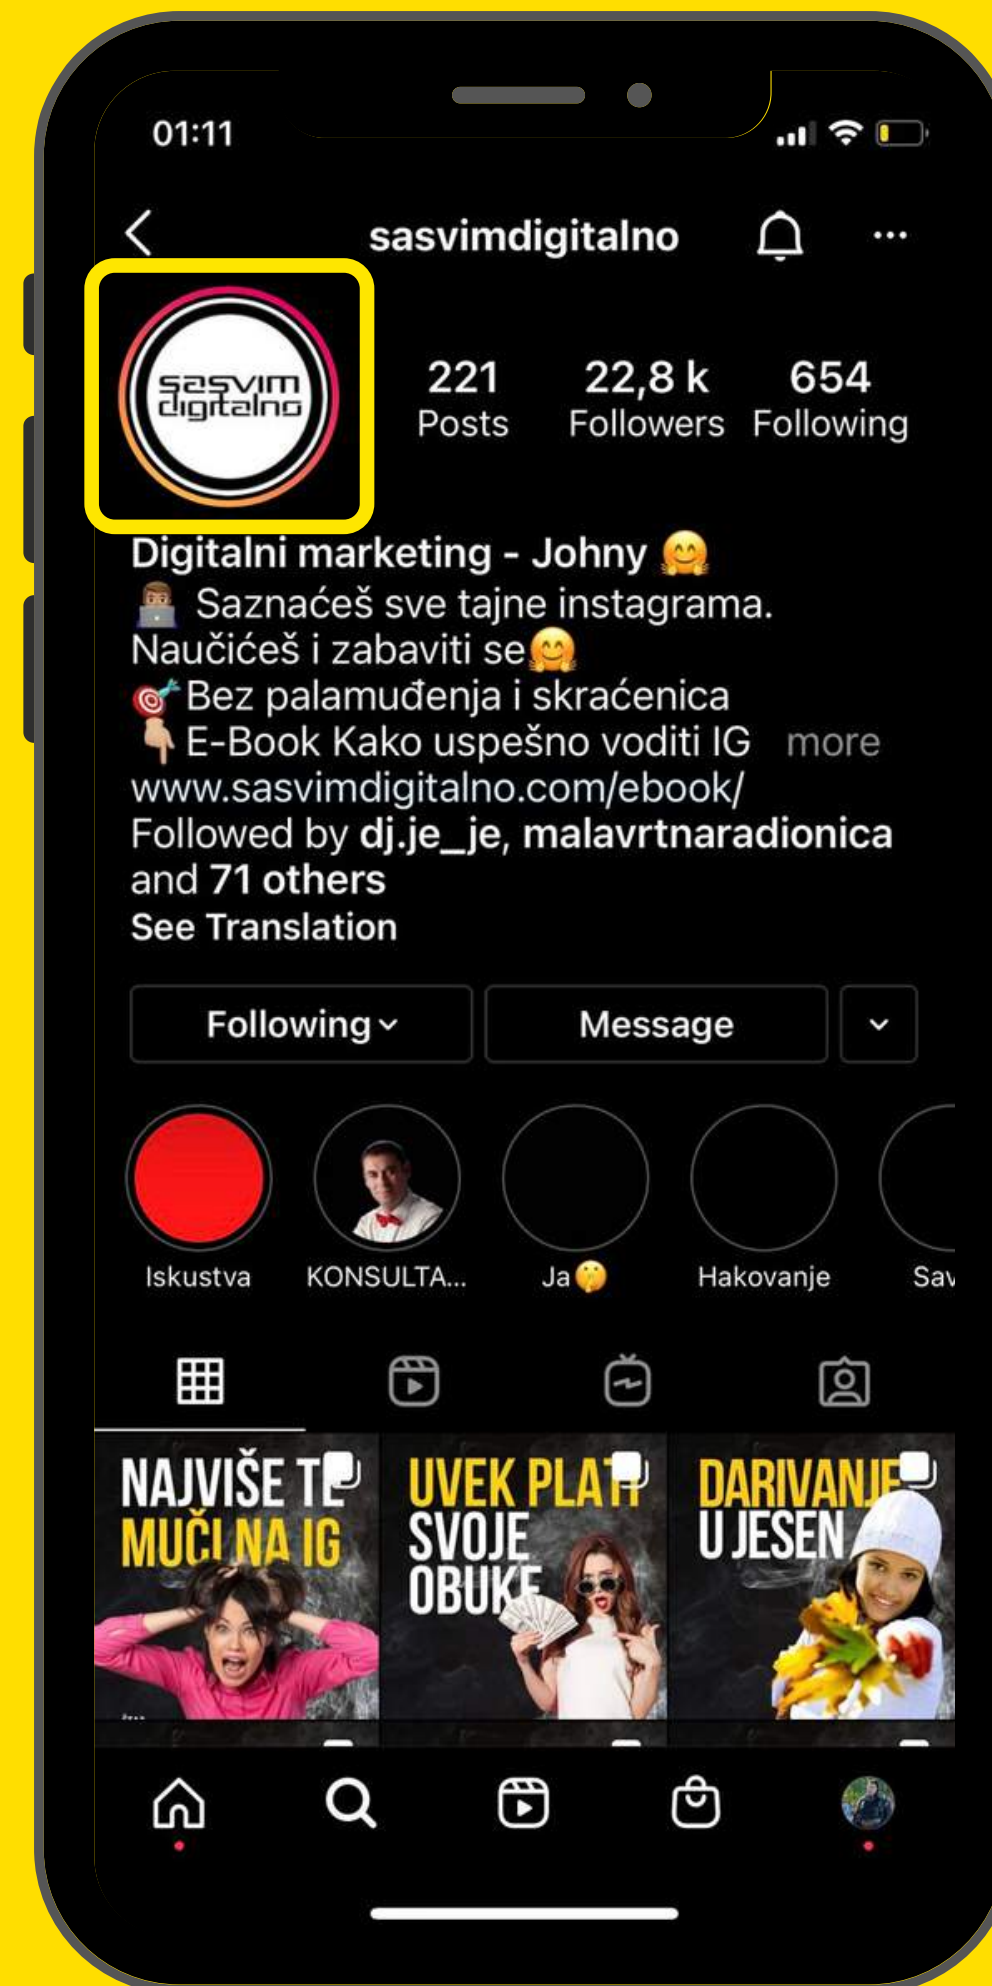 01:11
sasvimdigitalno
sasvim
digitalno
221
Posts
22,8 k
Followers
654
Following
Digitalni marketing - Johny
Saznaćeš sve tajne instagrama.
Naučićeš i zabaviti se
Bez palamuđenja i skraćenica
E-Book Kako uspešno voditi IG more
www.sasvimdigitalno.com/ebook/
Followed by dj.je_je, malavrtnaradionica
and 71 others
See Translation
Following
Message
Iskustva
KONSULTA...
Ja
Hakovanje
Sav
NAJVIŠE TE
MUČI NA IG
UVEK PLATI
SVOJE
OBUKE
DARIVANJE
U JESEN